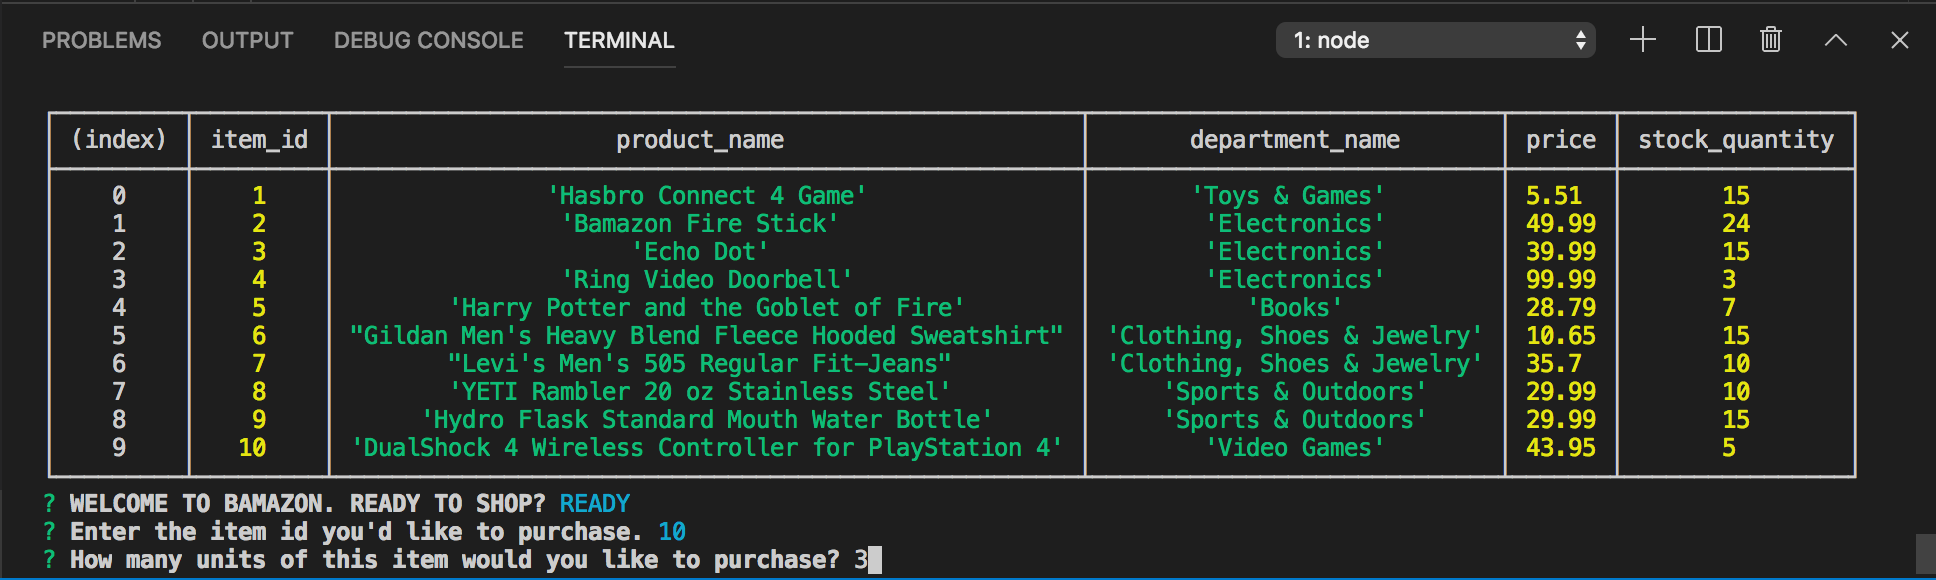 PROBLEMS OUTPUT DEBUG CONSOLE TERMINAL 1: node
(index) item_id product_name department_name price stock_quantity
0 1 'Hasbro Connect 4 Game' 'Toys & Games' 5.51 15
1 2 'Bamazon Fire Stick' 'Electronics' 49.99 24
2 3 'Echo Dot' 'Electronics' 39.99 15
3 4 'Ring Video Doorbell' 'Electronics' 99.99 3
4 5 'Harry Potter and the Goblet of Fire' 'Books' 28.79 7
5 6 "Gildan Men's Heavy Blend Fleece Hooded Sweatshirt" 'Clothing, Shoes & Jewelry' 10.65 15
6 7 "Levi's Men's 505 Regular Fit-Jeans" 'Clothing, Shoes & Jewelry' 35.7 10
7 8 'YETI Rambler 20 oz Stainless Steel' 'Sports & Outdoors' 29.99 10
8 9 'Hydro Flask Standard Mouth Water Bottle' 'Sports & Outdoors' 29.99 15
9 10 'DualShock 4 Wireless Controller for PlayStation 4' 'Video Games' 43.95 5
? WELCOME TO BAMAZON. READY TO SHOP? READY
? Enter the item id you'd like to purchase. 10
? How many units of this item would you like to purchase? 3